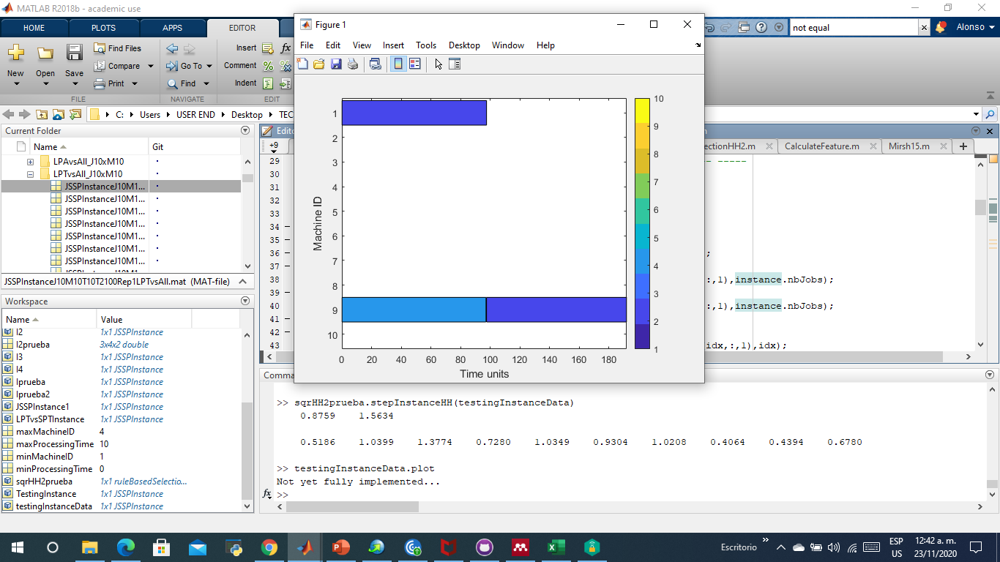 MATLAB R2018b - academic use
HOME
PLOTS
APPS
EDITOR
not equal
Alonso
New
Open
Save
Find Files
Compare
Print
FILE
Go To
Find
NAVIGATE
Insert
Comment
Indent
fx
EDIT
C:
Users
USER END
Desktop
TEC
Current Folder
Name
Git
LPAvsAll_J10xM10
LPTvsAll_J10xM10
JSSPInstanceJ10M1...
JSSPInstanceJ10M1...
JSSPInstanceJ10M1...
JSSPInstanceJ10M1...
JSSPInstanceJ10M1...
JSSPInstanceJ10M1...
JSSPInstanceJ10M1...
JSSPInstanceJ10M10T10T2100Rep1LPTvsAll.mat (MAT-file)
Workspace
Name Value
I2 1x1 JSSPInstance
I2prueba 3x4x2 double
I3 1x1 JSSPInstance
I4 1x1 JSSPInstance
Iprueba 1x1 JSSPInstance
Iprueba2 1x1 JSSPInstance
JSSPInstance1 1x1 JSSPInstance
LPTvsSPTInstance 1x1 JSSPInstance
maxMachineID 4
maxProcessingTime 10
minMachineID 1
minProcessingTime 0
sqrHH2prueba 1x1 ruleBasedSelectio...
TestingInstance 1x1 JSSPInstance
testingInstanceData 1x1 JSSPInstance
Figure 1
File Edit View Insert Tools Desktop Window Help
Machine ID
1
2
3
4
5
6
7
8
9
10
0 20 40 60 80 100 120 140 160 180
Time units
10
9
8
7
6
5
4
3
2
1
Edito
+9
ectionHH2.m
CalculateFeature.m
Mirsh15.m
29
30
31
32
33
34
35
36
37
38
39
40
41
42
43
-- -----
;
:,1),instance.nbJobs);
:,1),instance.nbJobs);
idx,:,1),idx);
Comma
>> sqrHH2prueba.stepInstanceHH(testingInstanceData)
0.8759 1.5634
0.5186 1.0399 1.3774 0.7280 1.0349 0.9304 1.0208 0.4064 0.4394 0.6780
>> testingInstanceData.plot
Not yet fully implemented...
fx >>
Escritorio
ESP
US
12:42 a. m.
23/11/2020